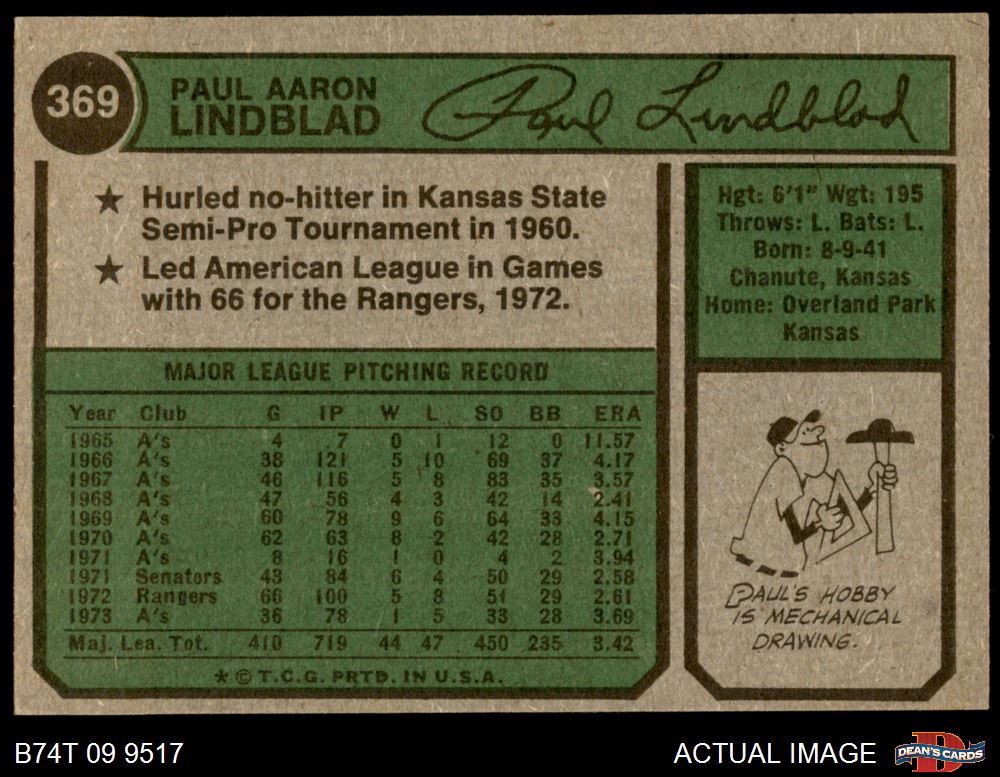 369
PAUL AARON
LINDBLAD
Paul Lindblad
★ Hurled no-hitter in Kansas State
Semi-Pro Tournament in 1960.
★ Led American League in Games
with 66 for the Rangers, 1972.
Hgt: 6'1" Wgt: 195
Throws: L. Bats: L.
Born: 8-9-41
Chanute, Kansas
Home: Overland Park
Kansas
MAJOR LEAGUE PITCHING RECORD
Year Club G IP W L SO BB ERA
1965 A's 4 7 0 1 12 0 11.57
1966 A's 38 121 5 10 69 37 4.17
1967 A's 46 116 5 8 83 35 3.57
1968 A's 47 56 4 3 42 14 2.41
1969 A's 60 78 9 6 64 33 4.15
1970 A's 62 63 8 2 42 28 2.71
1971 A's 8 16 1 0 4 2 3.94
1971 Senators 43 84 6 4 50 29 2.58
1972 Rangers 66 100 5 8 51 29 2.61
1973 A's 36 78 1 5 33 28 3.69
Maj. Lea. Tot. 410 719 44 47 450 235 3.42
* © T.C.G. PRTD. IN U.S.A.
PAUL'S HOBBY
IS MECHANICAL
DRAWING.
B74T 09 9517
ACTUAL IMAGE
D
DEAN'S CARDS